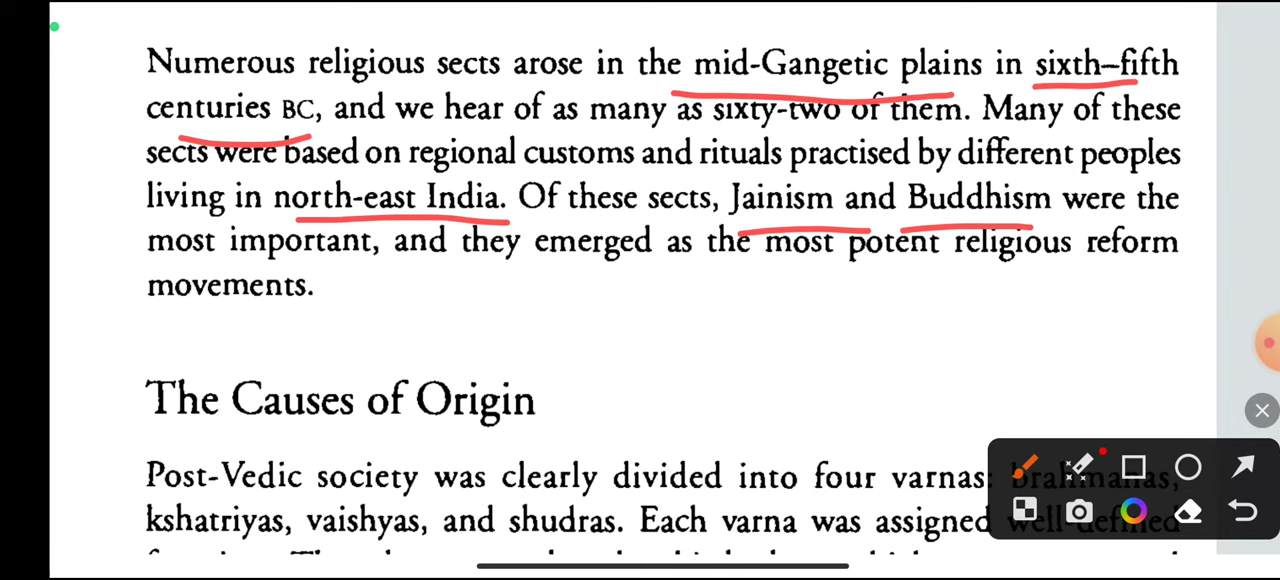 Numerous religious sects arose in the mid-Gangetic plains in sixth–fifth
centuries BC, and we hear of as many as sixty-two of them. Many of these
sects were based on regional customs and rituals practised by different peoples
living in north-east India. Of these sects, Jainism and Buddhism were the
most important, and they emerged as the most potent religious reform
movements.
The Causes of Origin
Post-Vedic society was clearly divided into four varnas: brahmanas,
kshatriyas, vaishyas, and shudras. Each varna was assigned well-defined